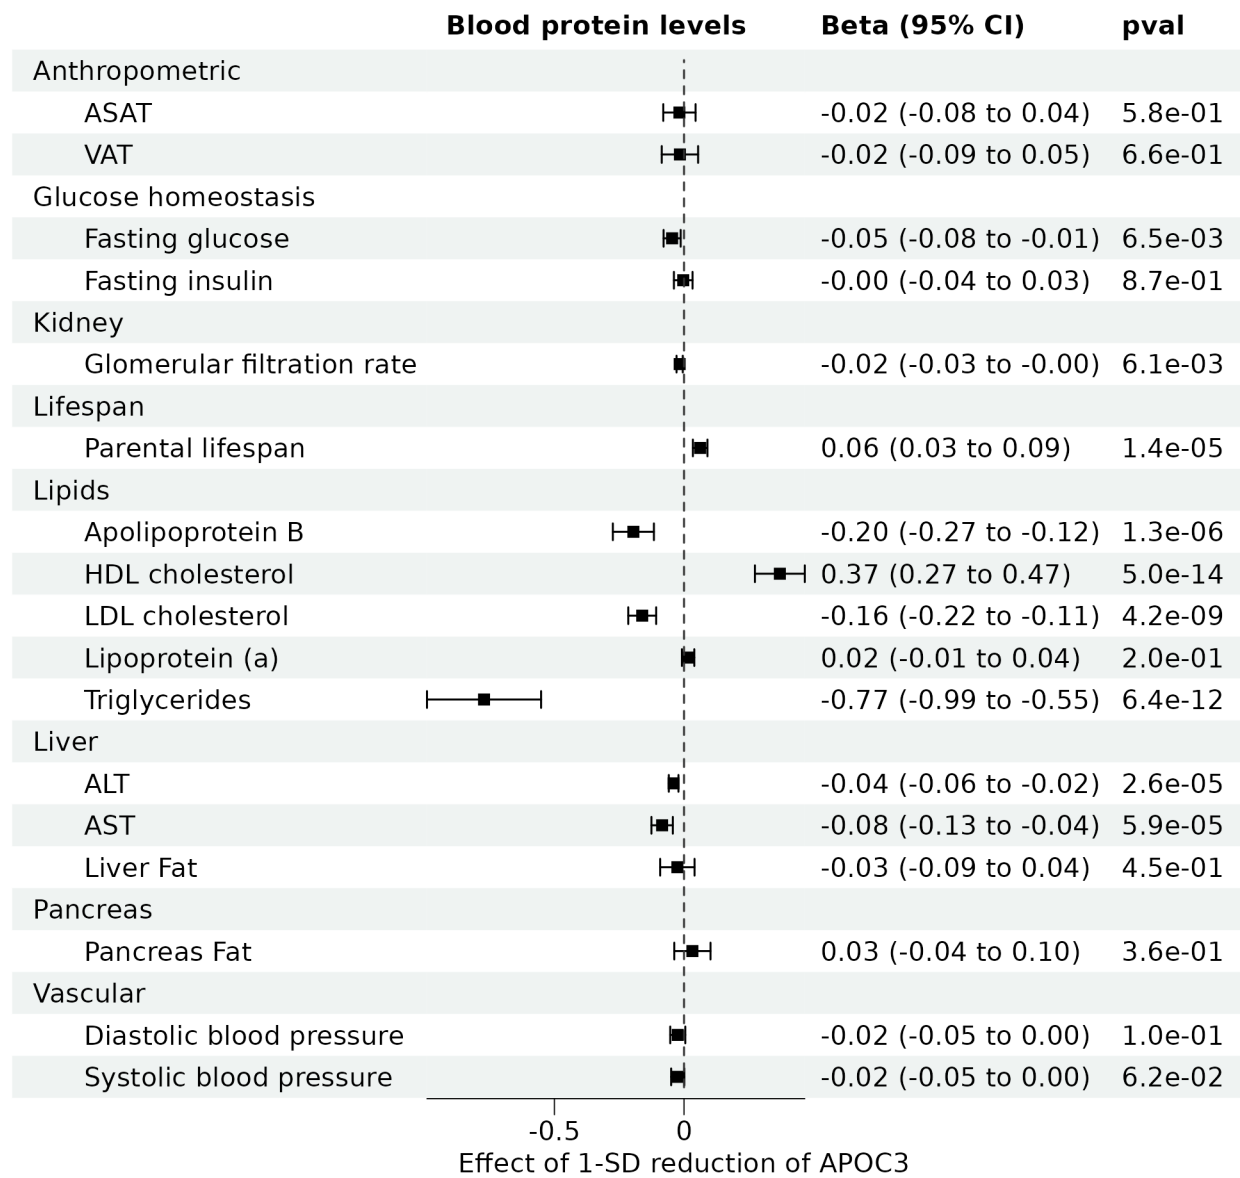 Blood protein levels Beta (95% CI) pval
Anthropometric
ASAT -0.02 (-0.08 to 0.04) 5.8e-01
VAT -0.02 (-0.09 to 0.05) 6.6e-01
Glucose homeostasis
Fasting glucose -0.05 (-0.08 to -0.01) 6.5e-03
Fasting insulin -0.00 (-0.04 to 0.03) 8.7e-01
Kidney
Glomerular filtration rate -0.02 (-0.03 to -0.00) 6.1e-03
Lifespan
Parental lifespan 0.06 (0.03 to 0.09) 1.4e-05
Lipids
Apolipoprotein B -0.20 (-0.27 to -0.12) 1.3e-06
HDL cholesterol 0.37 (0.27 to 0.47) 5.0e-14
LDL cholesterol -0.16 (-0.22 to -0.11) 4.2e-09
Lipoprotein (a) 0.02 (-0.01 to 0.04) 2.0e-01
Triglycerides -0.77 (-0.99 to -0.55) 6.4e-12
Liver
ALT -0.04 (-0.06 to -0.02) 2.6e-05
AST -0.08 (-0.13 to -0.04) 5.9e-05
Liver Fat -0.03 (-0.09 to 0.04) 4.5e-01
Pancreas
Pancreas Fat 0.03 (-0.04 to 0.10) 3.6e-01
Vascular
Diastolic blood pressure -0.02 (-0.05 to 0.00) 1.0e-01
Systolic blood pressure -0.02 (-0.05 to 0.00) 6.2e-02
-0.5 0
Effect of 1-SD reduction of APOC3